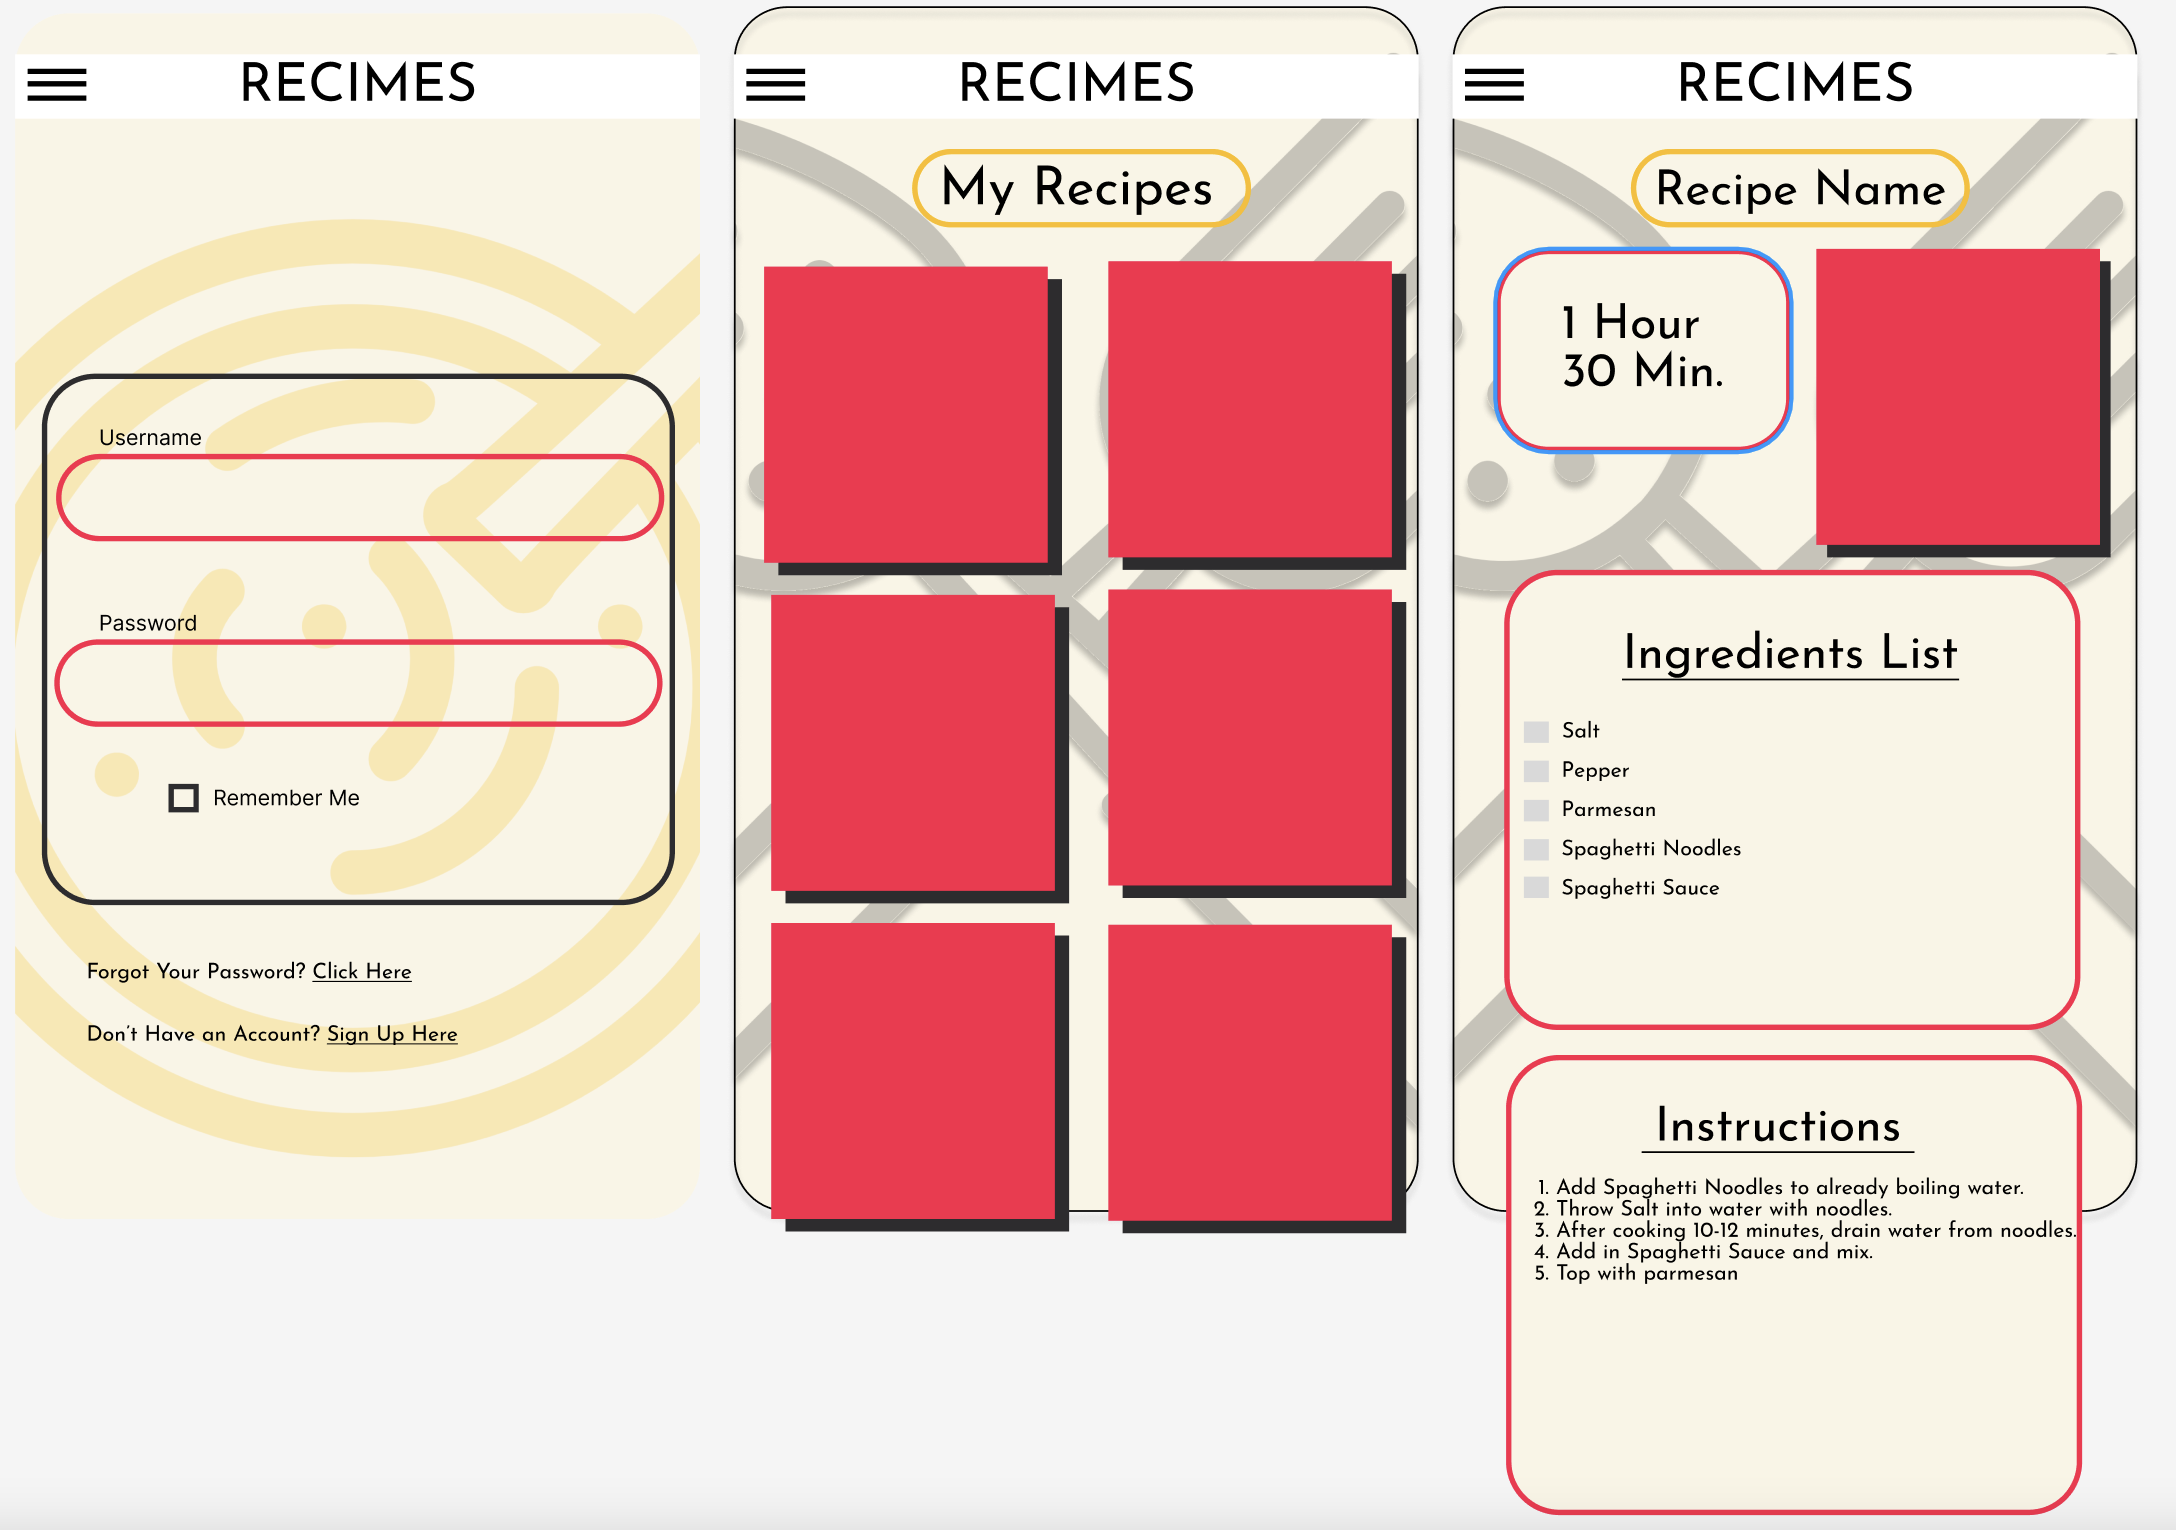 RECIMES
Username
Password
Remember Me
Forgot Your Password? Click Here
Don't Have an Account? Sign Up Here
RECIMES
My Recipes
RECIMES
Recipe Name
1 Hour
30 Min.
Ingredients List
Salt
Pepper
Parmesan
Spaghetti Noodles
Spaghetti Sauce
Instructions
1. Add Spaghetti Noodles to already boiling water.
2. Throw Salt into water with noodles.
3. After cooking 10-12 minutes, drain water from noodles.
4. Add in Spaghetti Sauce and mix.
5. Top with parmesan